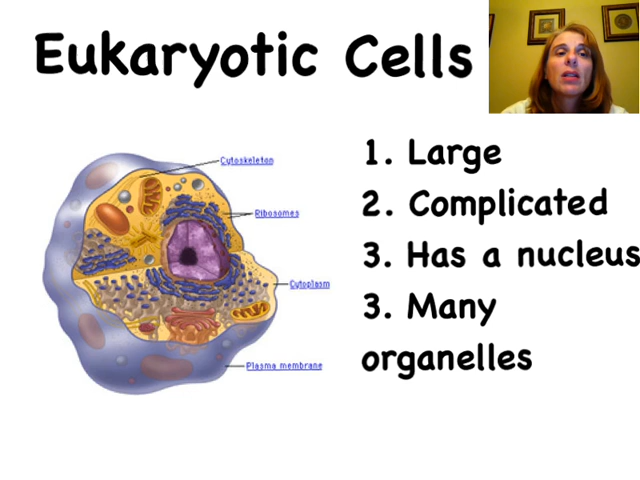 Eukaryotic Cells
1. Large
2. Complicated
3. Has a nucleus
3. Many
organelles
Cytoskeleton
Ribosomes
Cytoplasm
Plasma membrane